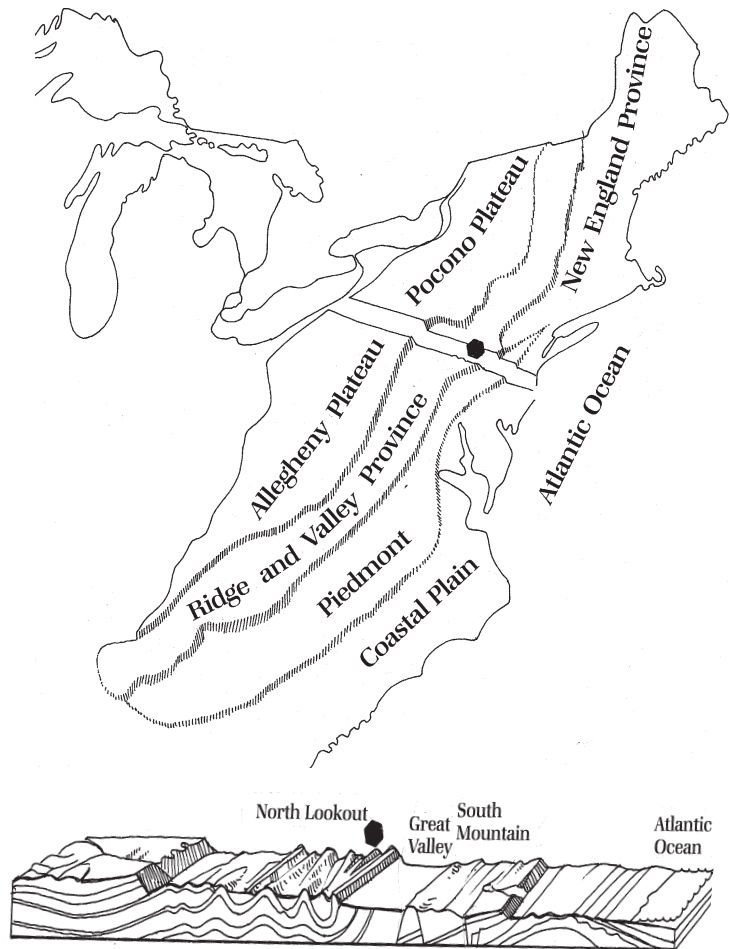 New England Province
Pocono Plateau
Allegheny Plateau
Atlantic Ocean
Ridge and Valley Province
Piedmont
Coastal Plain
North Lookout
Great
Valley
South
Mountain
Atlantic
Ocean